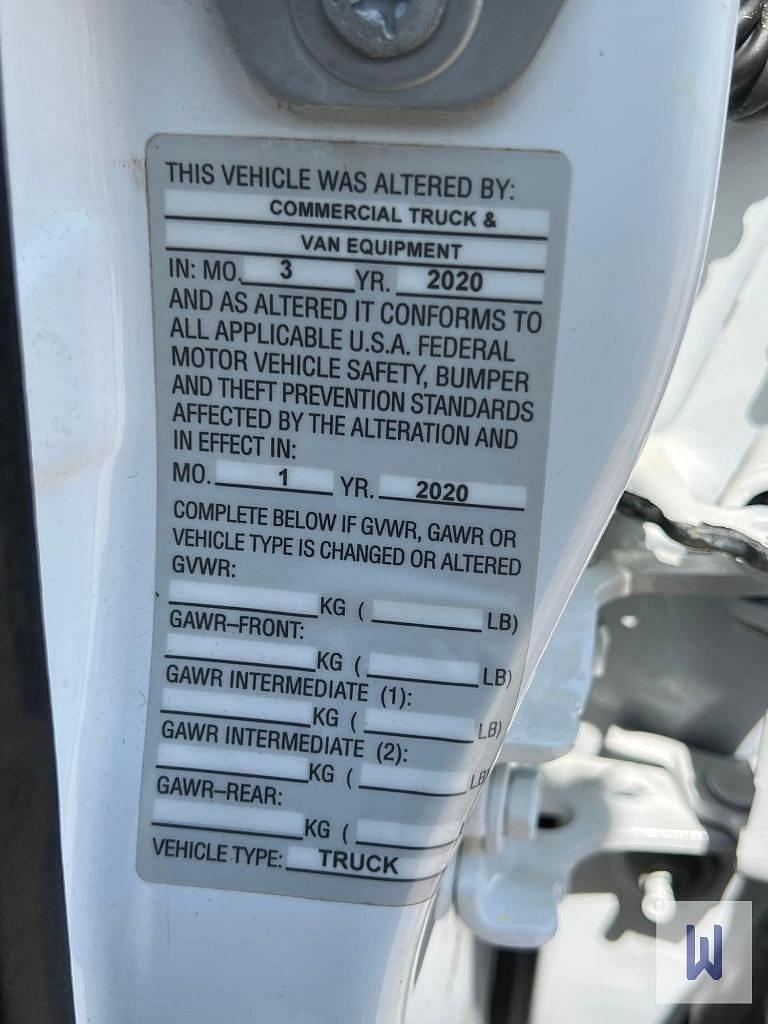 THIS VEHICLE WAS ALTERED BY:
COMMERCIAL TRUCK &
VAN EQUIPMENT
IN: MO. 3 YR. 2020
AND AS ALTERED IT CONFORMS TO
ALL APPLICABLE U.S.A. FEDERAL
MOTOR VEHICLE SAFETY, BUMPER
AND THEFT PREVENTION STANDARDS
AFFECTED BY THE ALTERATION AND
IN EFFECT IN:
MO. 1 YR. 2020
COMPLETE BELOW IF GVWR, GAWR OR
VEHICLE TYPE IS CHANGED OR ALTERED
GVWR:
KG ( LB)
GAWR–FRONT:
KG ( LB)
GAWR INTERMEDIATE (1):
KG ( LB)
GAWR INTERMEDIATE (2):
KG ( LB)
GAWR–REAR:
KG (
VEHICLE TYPE: TRUCK
W